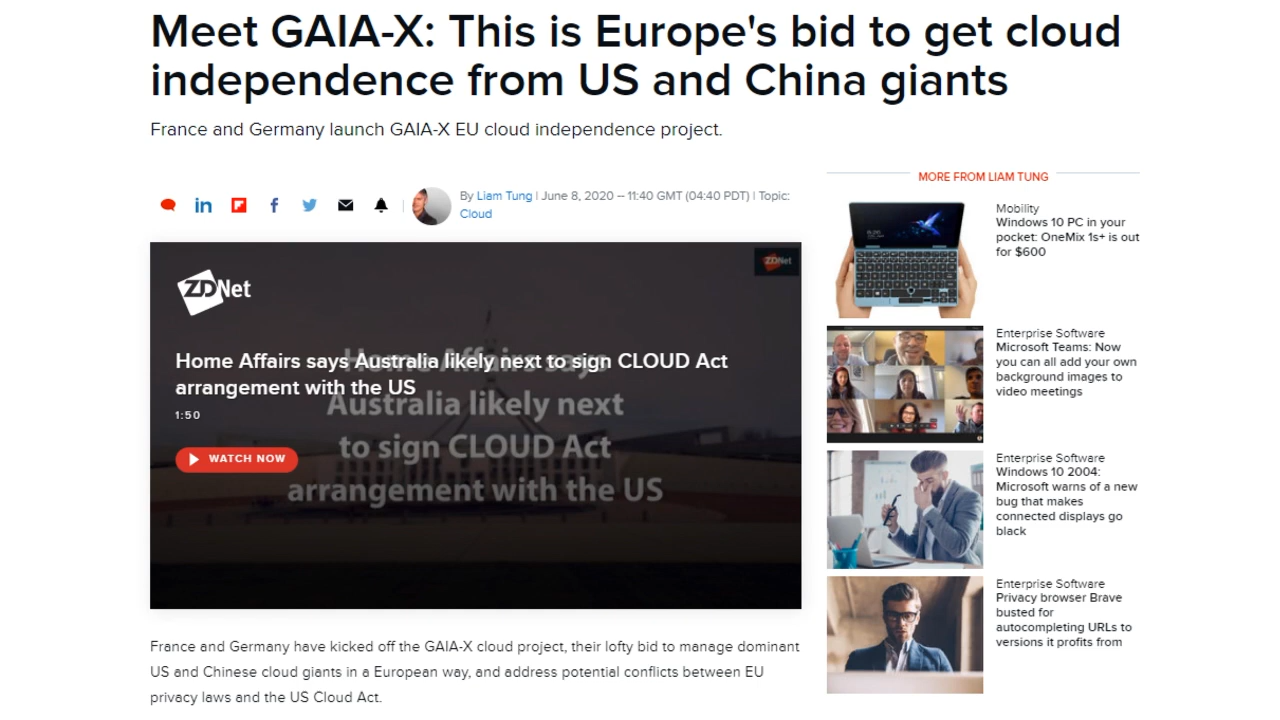 Meet GAIA-X: This is Europe's bid to get cloud
independence from US and China giants
France and Germany launch GAIA-X EU cloud independence project.
By Liam Tung | June 8, 2020 -- 11:40 GMT (04:40 PDT) | Topic:
Cloud
ZDNet
ZDNet
Home Affairs says Australia likely next to sign CLOUD Act
arrangement with the US
1:50
WATCH NOW
Home Affairs says
Australia likely next
to sign CLOUD Act
arrangement with the US
France and Germany have kicked off the GAIA-X cloud project, their lofty bid to manage dominant
US and Chinese cloud giants in a European way, and address potential conflicts between EU
privacy laws and the US Cloud Act.
MORE FROM LIAM TUNG
Mobility
Windows 10 PC in your
pocket: OneMix 1s+ is out
for $600
Enterprise Software
Microsoft Teams: Now
you can all add your own
background images to
video meetings
Enterprise Software
Windows 10 2004:
Microsoft warns of a new
bug that makes
connected displays go
black
Enterprise Software
Privacy browser Brave
busted for
autocompleting URLs to
versions it profits from